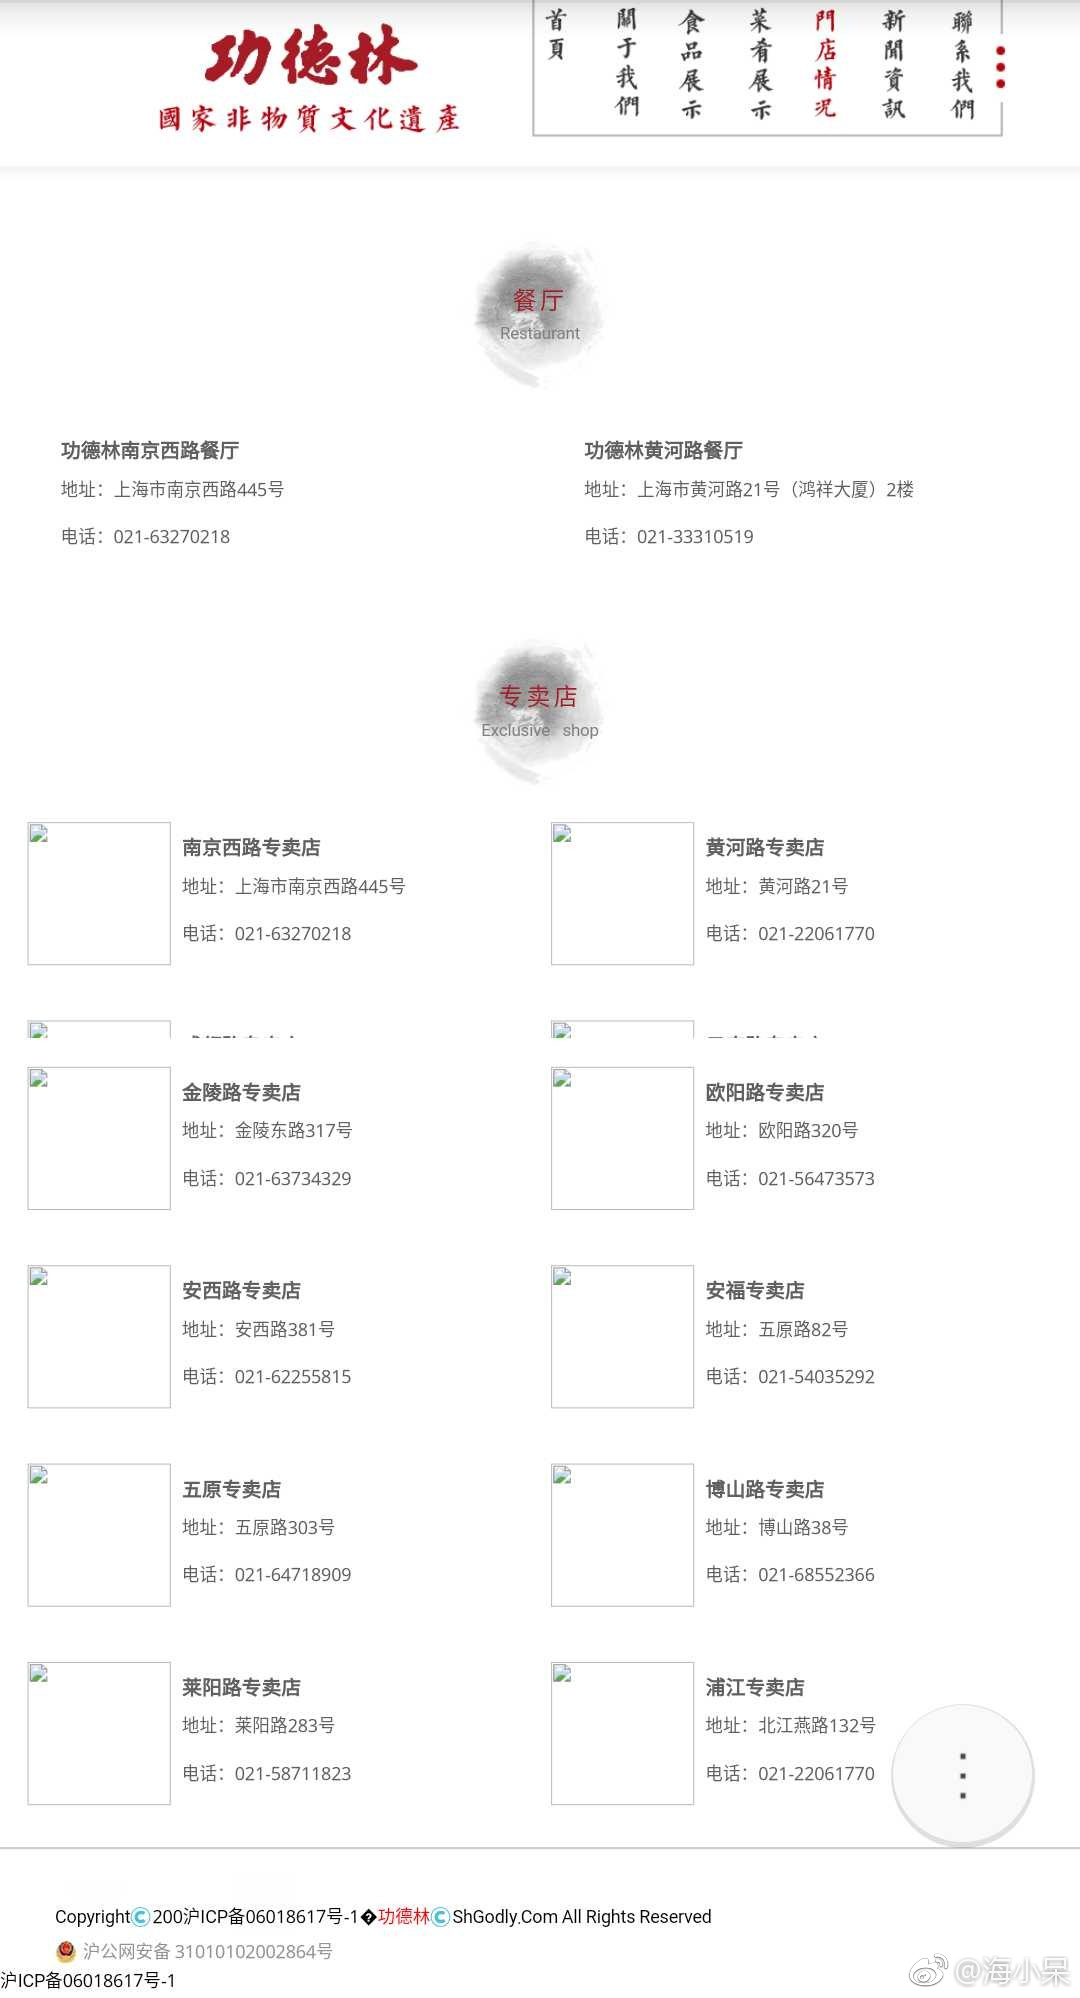 功德林
國家非物質文化遺產
首頁
關于我們
食品展示
菜肴展示
門店情况
新聞資訊
聯系我們
餐厅
Restaurant
功德林南京西路餐厅
地址：上海市南京西路445号
电话：021-63270218
功德林黄河路餐厅
地址：上海市黄河路21号（鸿祥大厦）2楼
电话：021-33310519
专卖店
Exclusive shop
南京西路专卖店
地址：上海市南京西路445号
电话：021-63270218
黄河路专卖店
地址：黄河路21号
电话：021-22061770
金陵路专卖店
地址：金陵东路317号
电话：021-63734329
欧阳路专卖店
地址：欧阳路320号
电话：021-56473573
安西路专卖店
地址：安西路381号
电话：021-62255815
安福专卖店
地址：五原路82号
电话：021-54035292
五原专卖店
地址：五原路303号
电话：021-64718909
博山路专卖店
地址：博山路38号
电话：021-68552366
莱阳路专卖店
地址：莱阳路283号
电话：021-58711823
浦江专卖店
地址：北江燕路132号
电话：021-22061770
Copyright©200沪ICP备06018617号-1�功德林©ShGodly.Com All Rights Reserved
沪公网安备 31010102002864号
沪ICP备06018617号-1
@海小呆